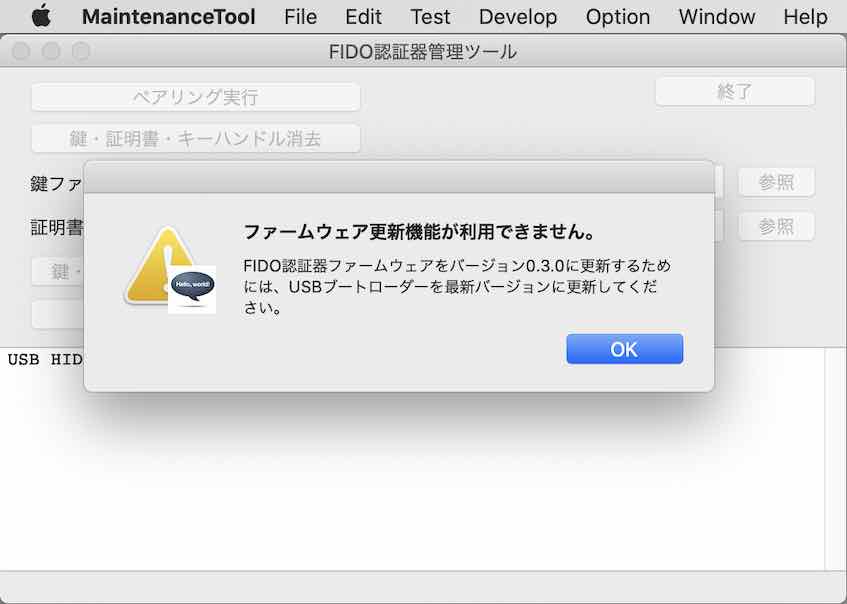 MaintenanceTool File Edit Test Develop Option Window Help
FIDO認証器管理ツール
ペアリング実行
終了
鍵・証明書・キーハンドル消去
鍵ファ
参照
証明書
参照
鍵・
ファームウェア更新機能が利用できません。
Hello, world!
FIDO認証器ファームウェアをバージョン0.3.0に更新するため
には、USBブートローダーを最新バージョンに更新してくだ
さい。
OK
USB HID